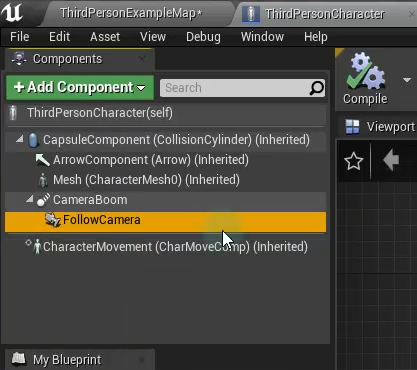 ThirdPersonExampleMap*
ThirdPersonCharacter
File Asset Edit View Debug Window Help
Components
+Add Component
Search
Compile
ThirdPersonCharacter(self)
Viewport
CapsuleComponent (CollisionCylinder) (Inherited)
ArrowComponent (Arrow) (Inherited)
Mesh (CharacterMesh0) (Inherited)
CameraBoom
FollowCamera
CharacterMovement (CharMoveComp) (Inherited)
My Blueprint